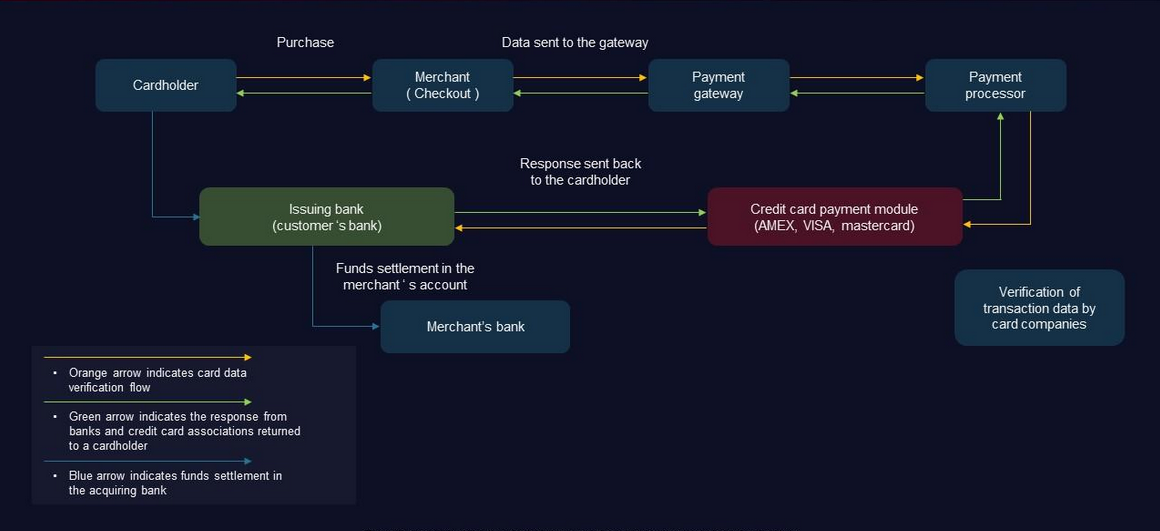 Purchase
Data sent to the gateway
Cardholder
Merchant
( Checkout )
Payment
gateway
Payment
processor
Response sent back
to the cardholder
Issuing bank
(customer ‘s bank)
Credit card payment module
(AMEX, VISA, mastercard)
Funds settlement in the
merchant ‘ s account
Merchant’s bank
Verification of
transaction data by
card companies
• Orange arrow indicates card data
verification flow
• Green arrow indicates the response from
banks and credit card associations returned
to a cardholder
• Blue arrow indicates funds settlement in
the acquiring bank